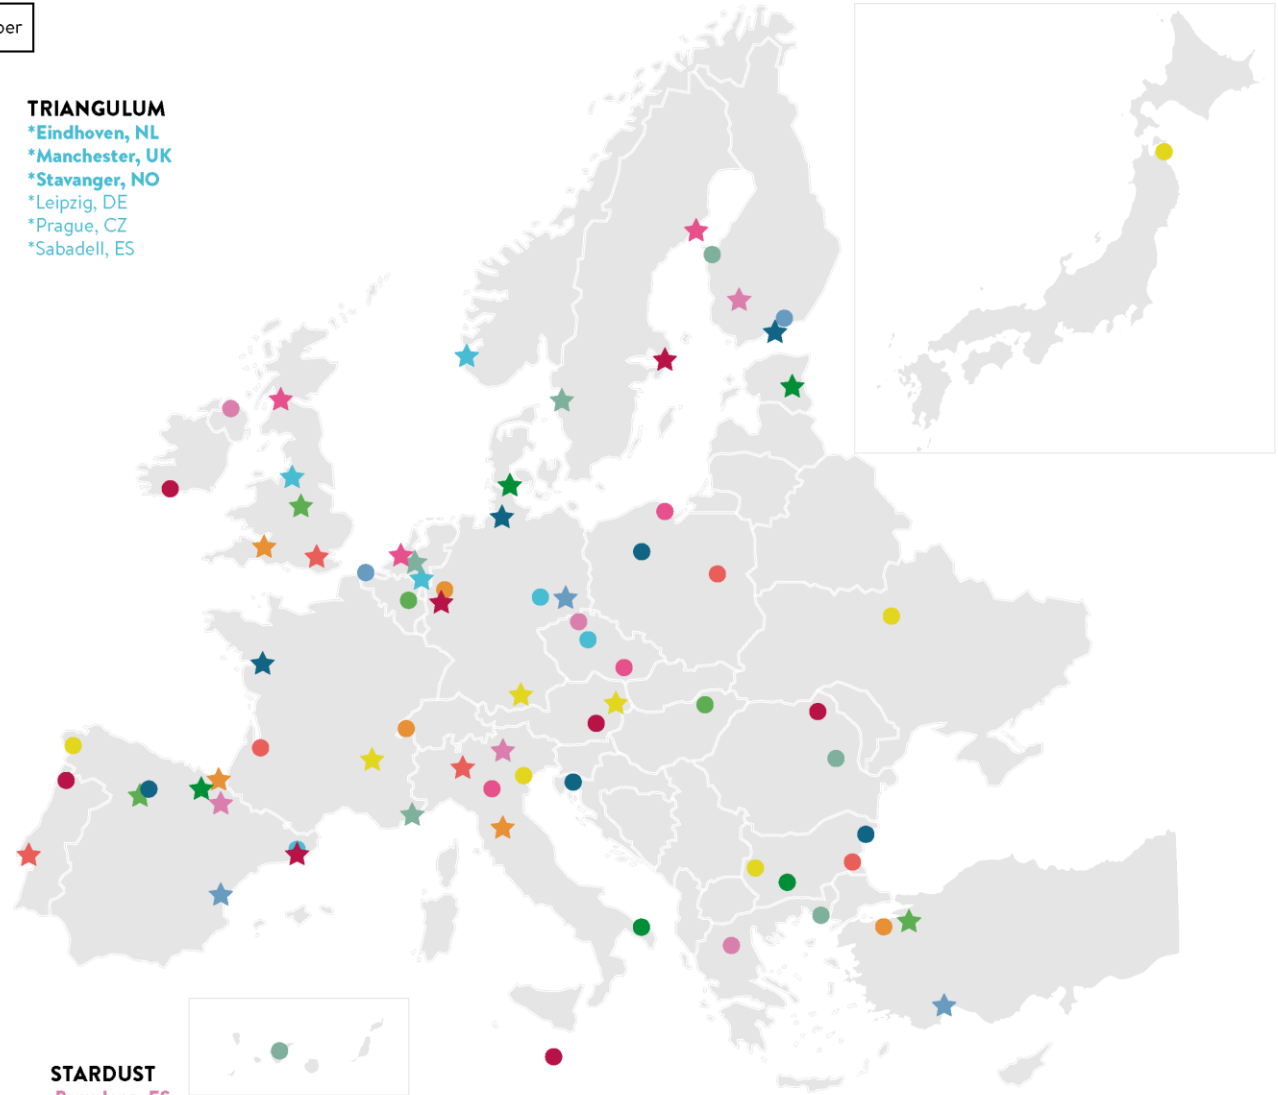 TRIANGULUM
*Eindhoven, NL
*Manchester, UK
*Stavanger, NO
*Leipzig, DE
*Prague, CZ
*Sabadell, ES
STARDUST